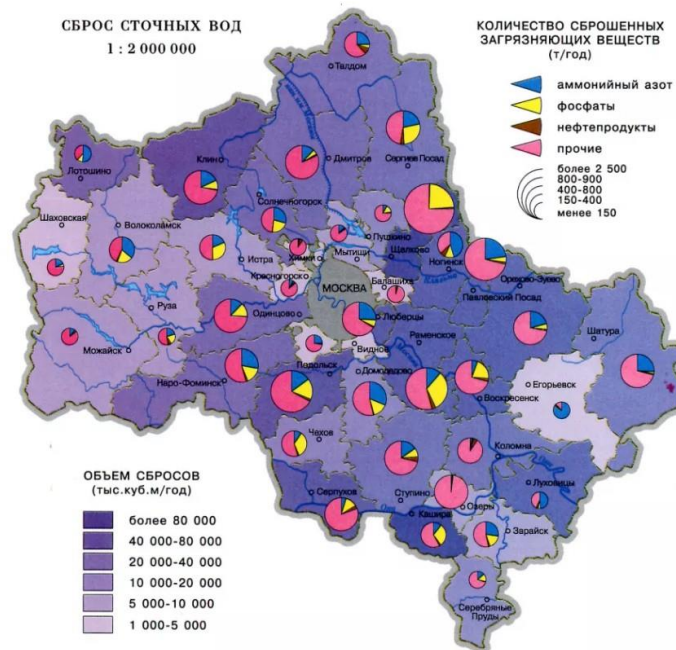 СБРОС СТОЧНЫХ ВОД
1 : 2 000 000
КОЛИЧЕСТВО СБРОШЕННЫХ
ЗАГРЯЗНЯЮЩИХ ВЕЩЕСТВ
(т/год)
аммонийный азот
фосфаты
нефтепродукты
прочие
более 2 500
800-900
400-800
150-400
менее 150
Талдом
Клин
Дмитров
Сергиев Посад
Лотошино
Солнечногорск
Шаховская
Волоколамск
Пушкино
Истра
Химки
Мытищи
Щелково
Ногинск
Красногорск
МОСКВА
Балашиха
Орехово-Зуево
Павловский Посад
Руза
Одинцово
Люберцы
Раменское
Шатура
Можайск
Видное
Наро-Фоминск
Подольск
Домодедово
Егорьевск
Воскресенск
Чехов
Коломна
Серпухов
Ступино
Луховицы
Ока
Кашира
Озеры
Зарайск
Серебряные
Пруды
ОБЪЕМ СБРОСОВ
(тыс.куб.м/год)
более 80 000
40 000-80 000
20 000-40 000
10 000-20 000
5 000-10 000
1 000-5 000